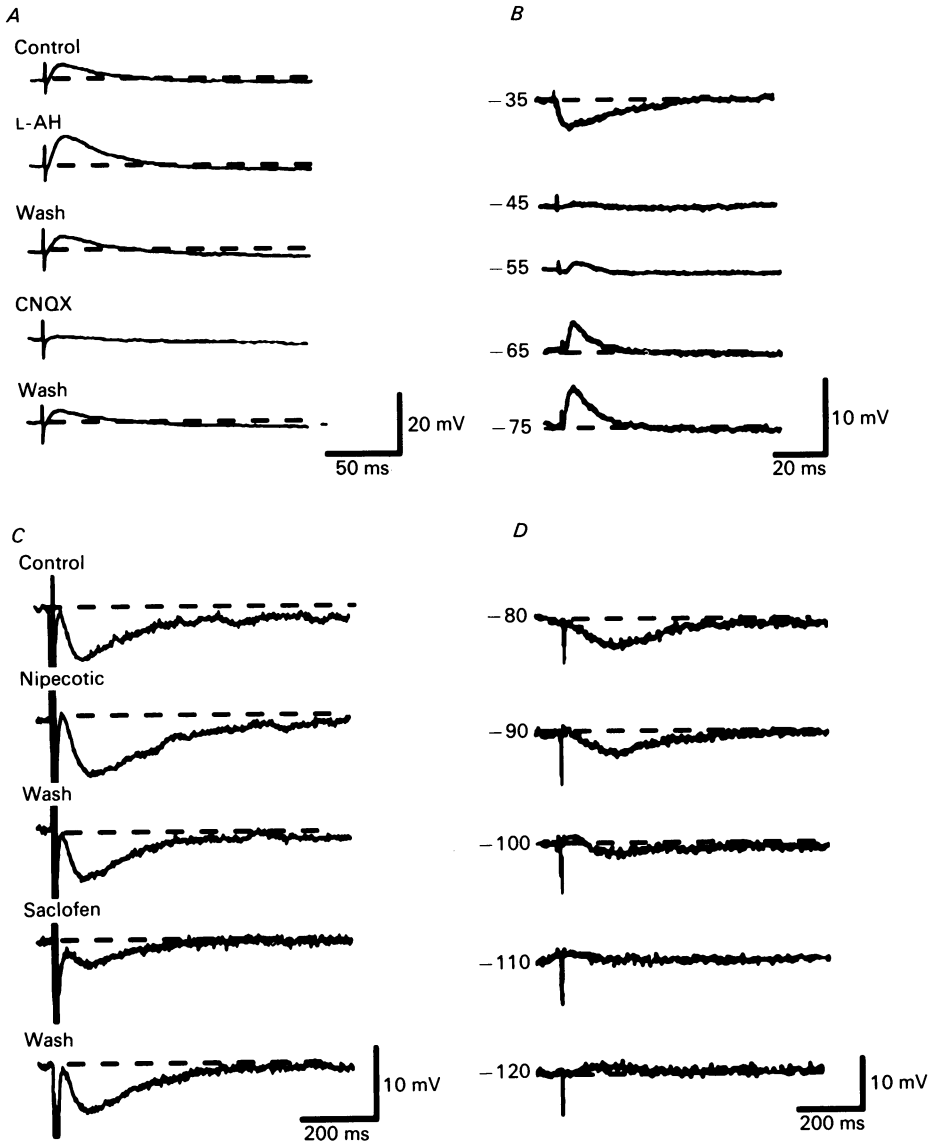 A
Control
L-AH
Wash
CNQX
Wash
20 mV
50 ms
B
−35
−45
−55
−65
−75
10 mV
20 ms
C
Control
Nipecotic
Wash
Saclofen
Wash
10 mV
200 ms
D
−80
−90
−100
−110
−120
10 mV
200 ms